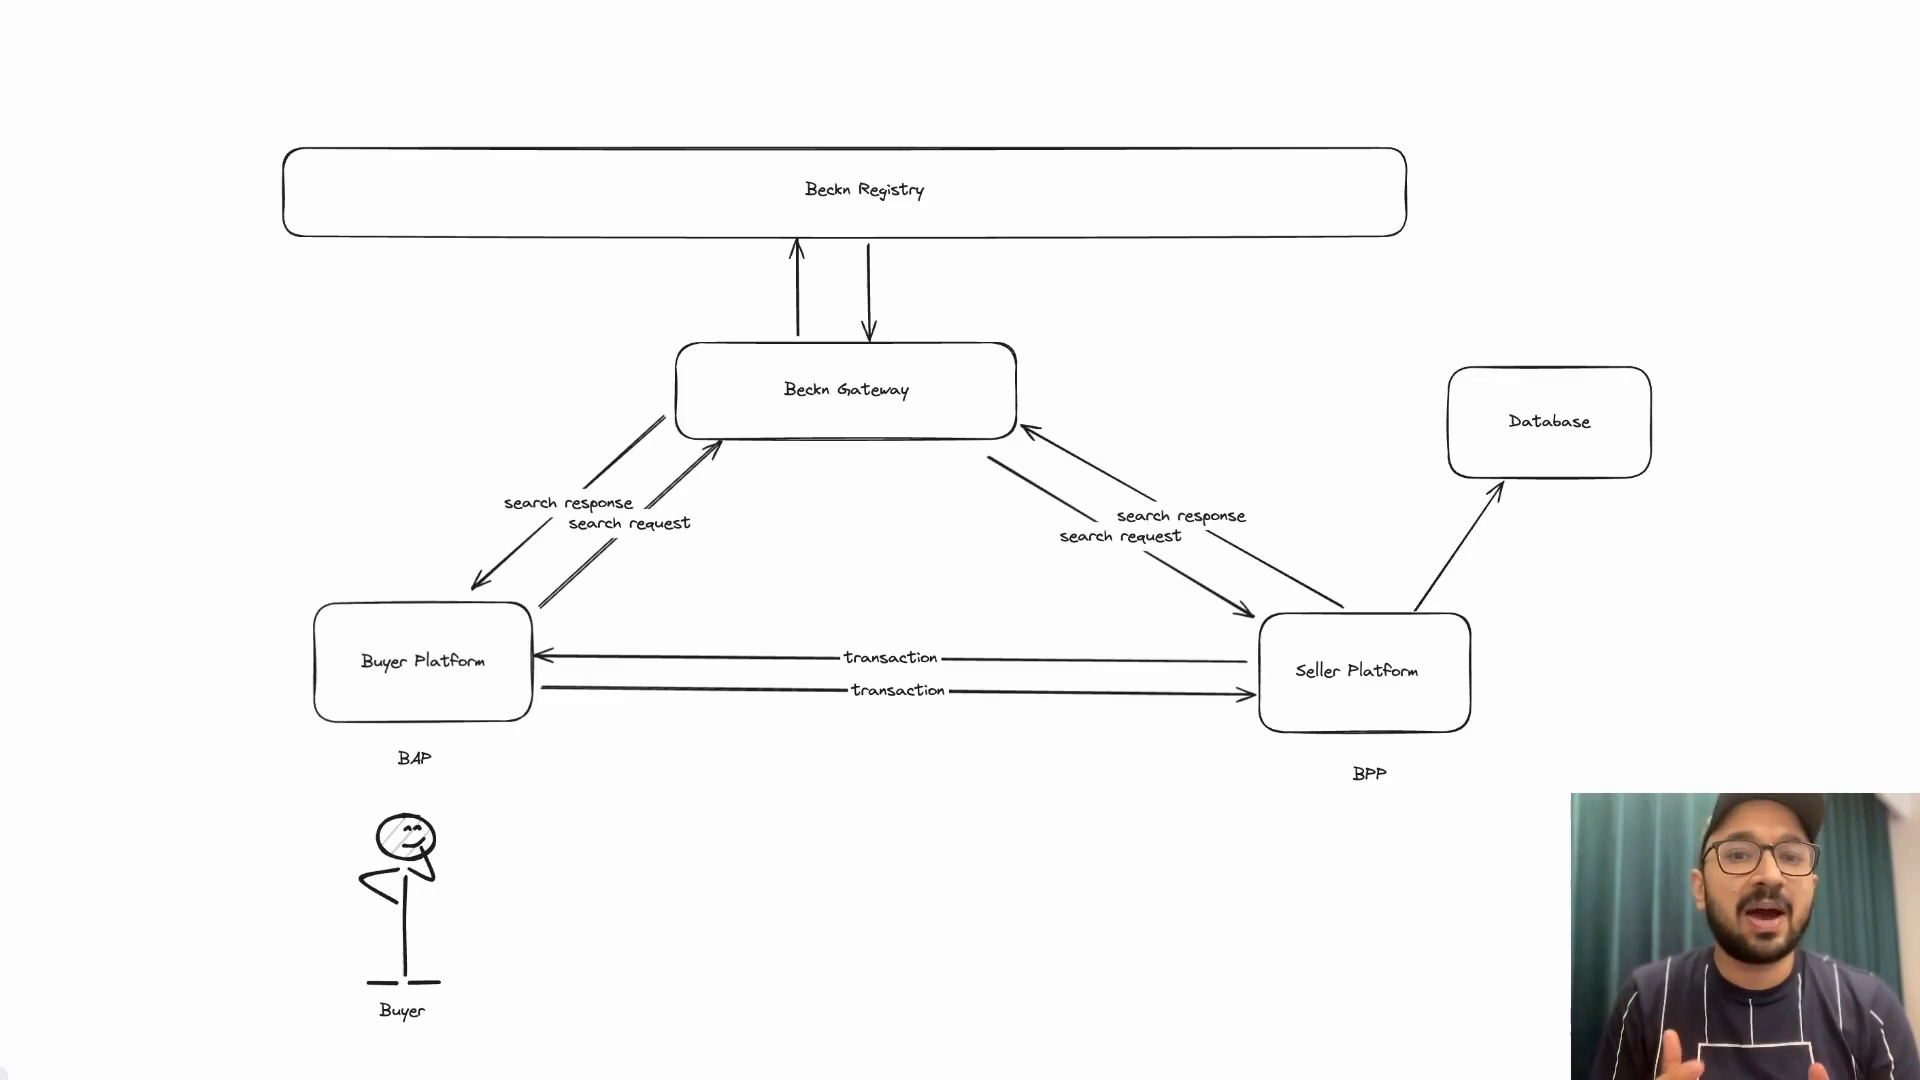 Beckn Registry
Beckn Gateway
Database
search response
search request
search response
search request
Buyer Platform
transaction
transaction
Seller Platform
BAP
BPP
Buyer